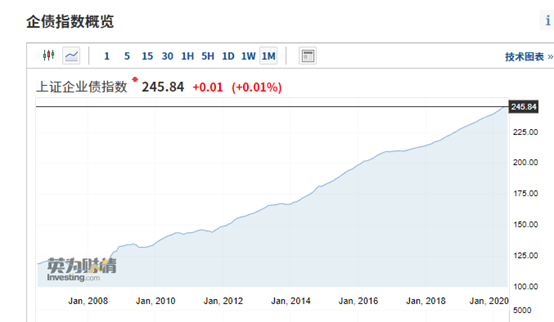 企债指数概览
i
1 5 15 30 1H 5H 1D 1W 1M
技术图表 »
上证企业债指数 245.84 +0.01 (+0.01%)
245.84
225.00
200.00
175.00
150.00
125.00
100.00
英为财情
Investing.com
Jan, 2008 Jan, 2010 Jan, 2012 Jan, 2014 Jan, 2016 Jan, 2018 Jan, 2020
5000